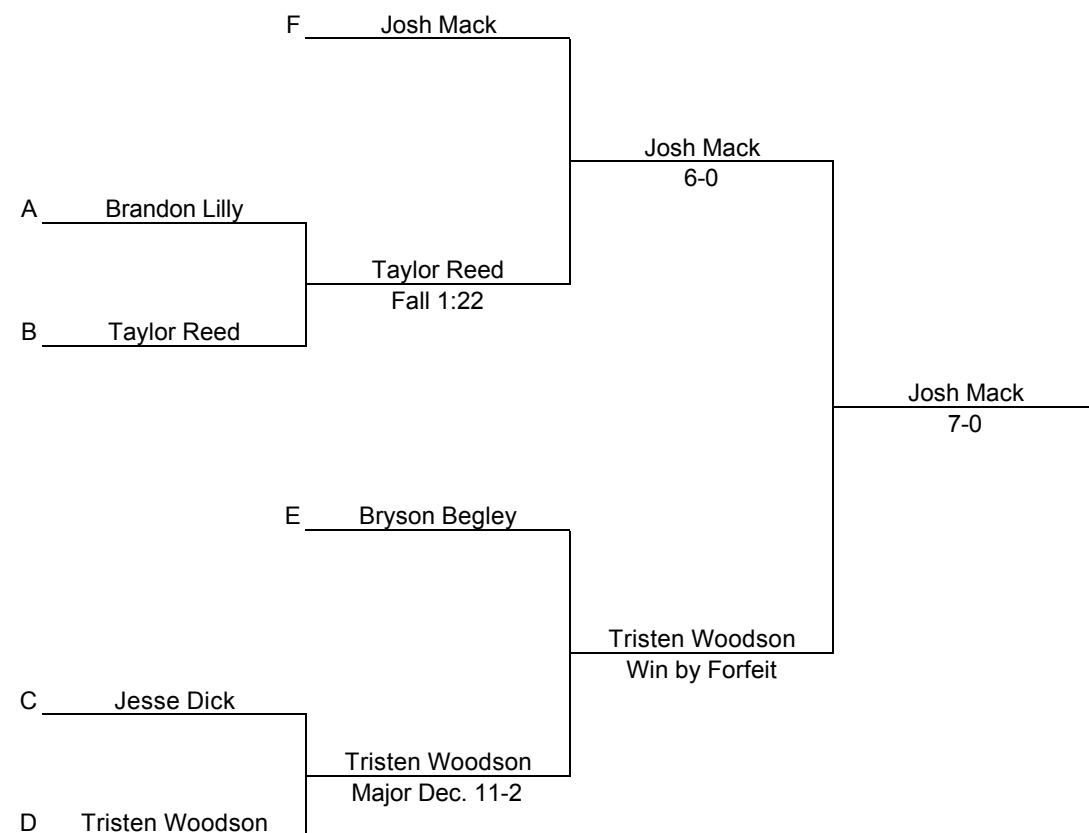 F Josh Mack
Josh Mack
6-0
A Brandon Lilly
Taylor Reed
Fall 1:22
B Taylor Reed
Josh Mack
7-0
E Bryson Begley
Tristen Woodson
Win by Forfeit
C Jesse Dick
Tristen Woodson
Major Dec. 11-2
D Tristen Woodson